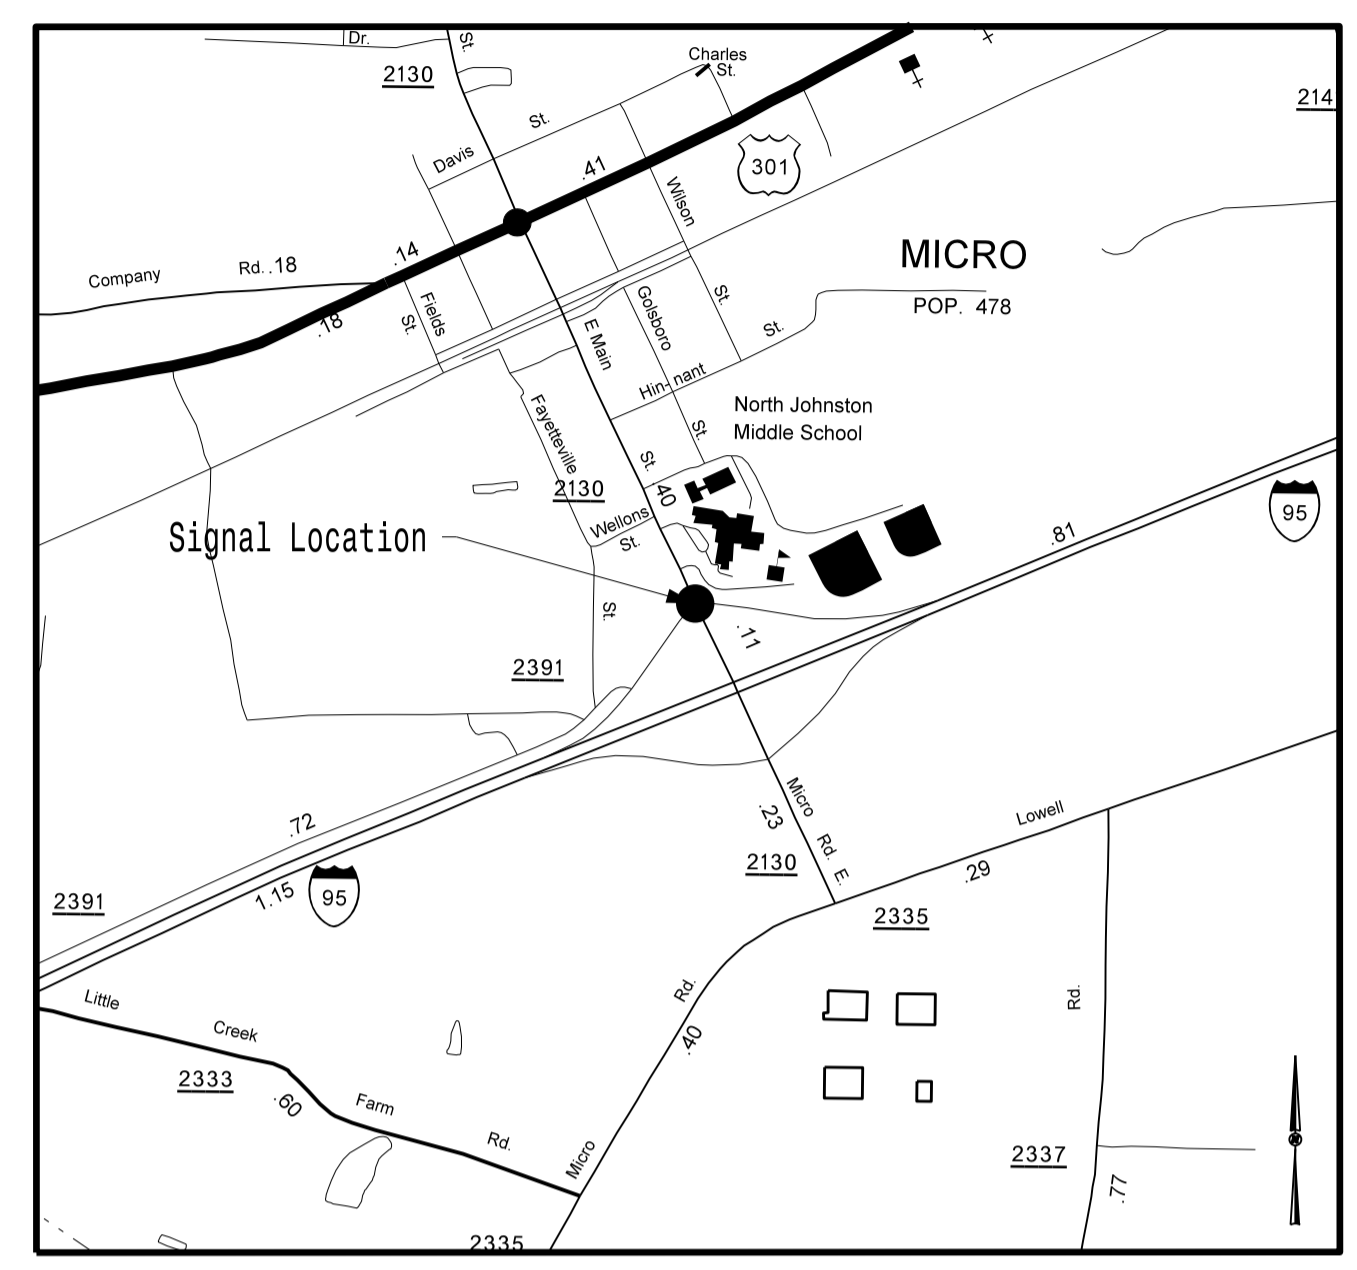 Dr.
St.
2130
Charles
St.
214
Davis
St.
.41
301
Wilson
St.
MICRO
POP. 478
Company
Rd.
.18
.14
.18
Fields
St.
E Main
St.
Golsboro
St.
Hin-nant
St.
North Johnston
Middle School
Fayetteville
St.
2130
.40
Wellons
St.
Signal Location
95
.81
.11
2391
.72
1.15
95
2391
Micro
Rd. E.
.23
2130
Lowell
Rd.
.29
2335
Little
Creek
Farm
Rd.
2333
.60
Micro
Rd.
.40
2337
.77
2335